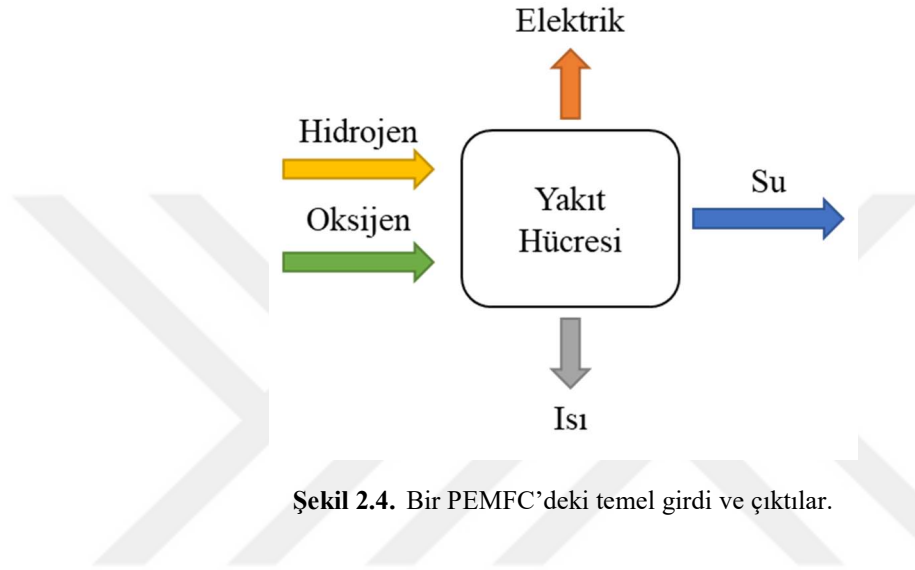 Elektrik
Hidrojen
Oksijen
Yakıt
Hücresi
Su
Isı
Şekil 2.4. Bir PEMFC’deki temel girdi ve çıktılar.